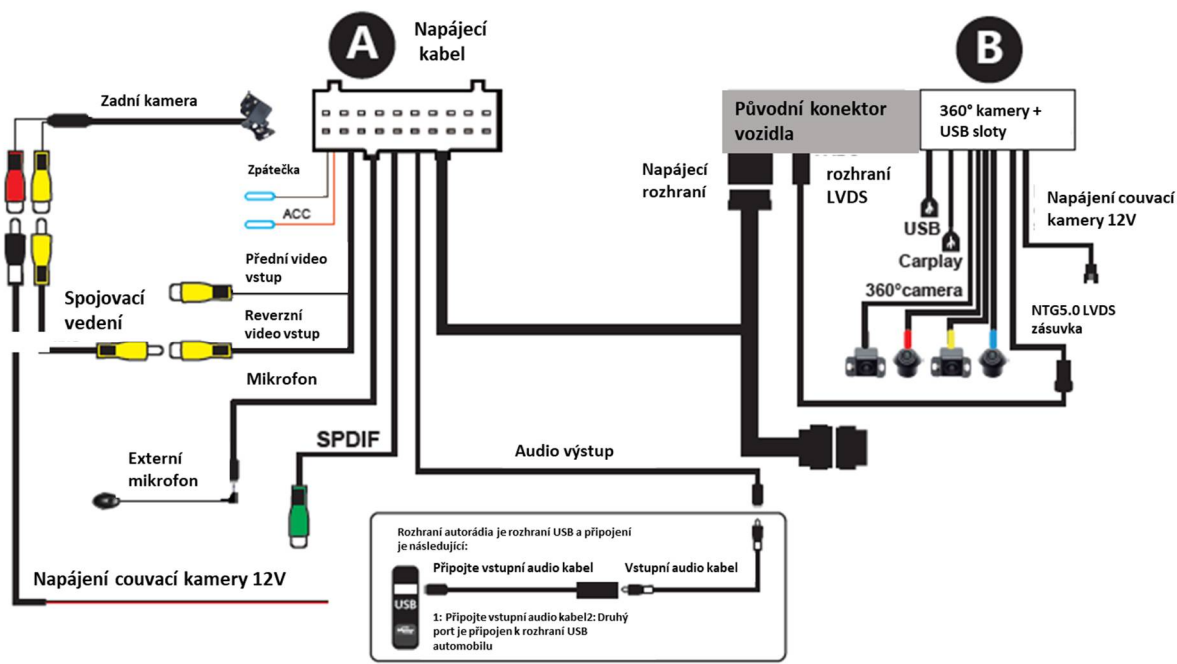 A
Napájecí
kabel
B
Zadní kamera
Původní konektor
vozidla
360° kamery +
USB sloty
Zpátečka
ACC
Napájecí
rozhraní
rozhraní
LVDS
Napájení couvací
kamery 12V
USB
Carplay
360°camera
Přední video
vstup
Spojovací
vedení
Reverzní
video vstup
NTG5.0 LVDS
zásuvka
Mikrofon
SPDIF
Audio výstup
Externí
mikrofon
Napájení couvací kamery 12V
Rozhraní autorádia je rozhraní USB a připojení
je následující:
Připojte vstupní audio kabel
Vstupní audio kabel
USB
1: Připojte vstupní audio kabel2: Druhý
port je připojen k rozhraní USB
automobilu